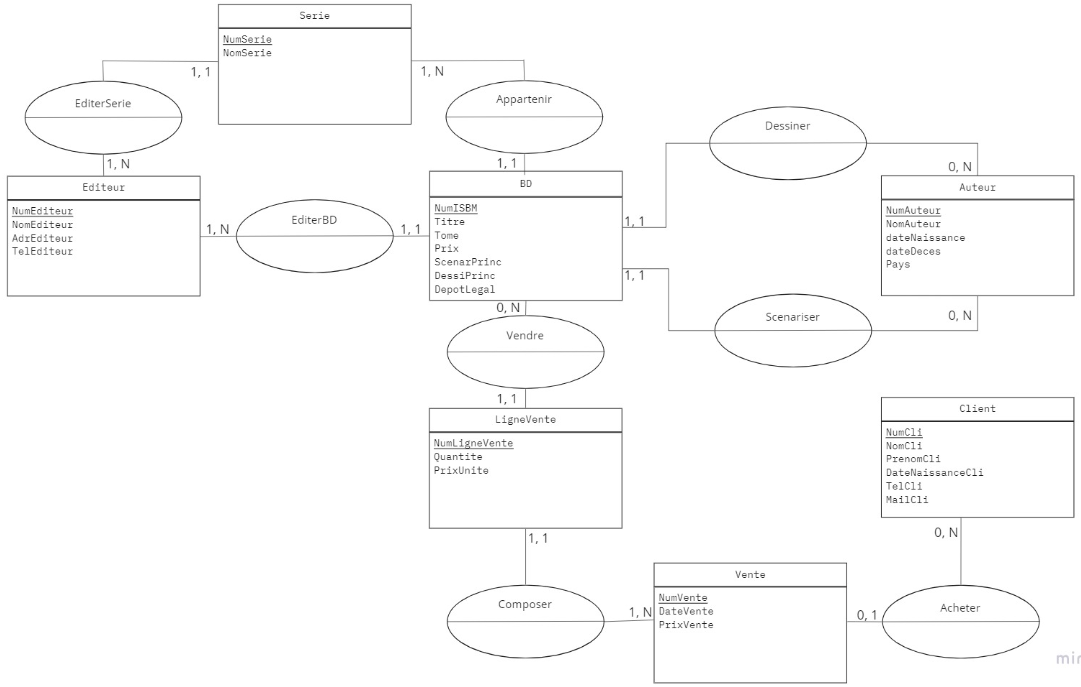 Serie
NumSerie
NomSerie
1, 1
1, N
EditerSerie
Appartenir
1, N
1, 1
Dessiner
0, N
Editeur
NumEditeur
NomEditeur
AdrEditeur
TelEditeur
1, N
EditerBD
1, 1
BD
NumISBM
Titre
Tome
Prix
ScenarPrinc
DessiPrinc
DepotLegal
1, 1
1, 1
Auteur
NumAuteur
NomAuteur
dateNaissance
dateDeces
Pays
0, N
Scenariser
0, N
Vendre
1, 1
LigneVente
NumLigneVente
Quantite
PrixUnite
1, 1
Client
NumCli
NomCli
PrenomCli
DateNaissanceCli
TelCli
MailCli
0, N
Composer
1, N
Vente
NumVente
DateVente
PrixVente
0, 1
Acheter
mir